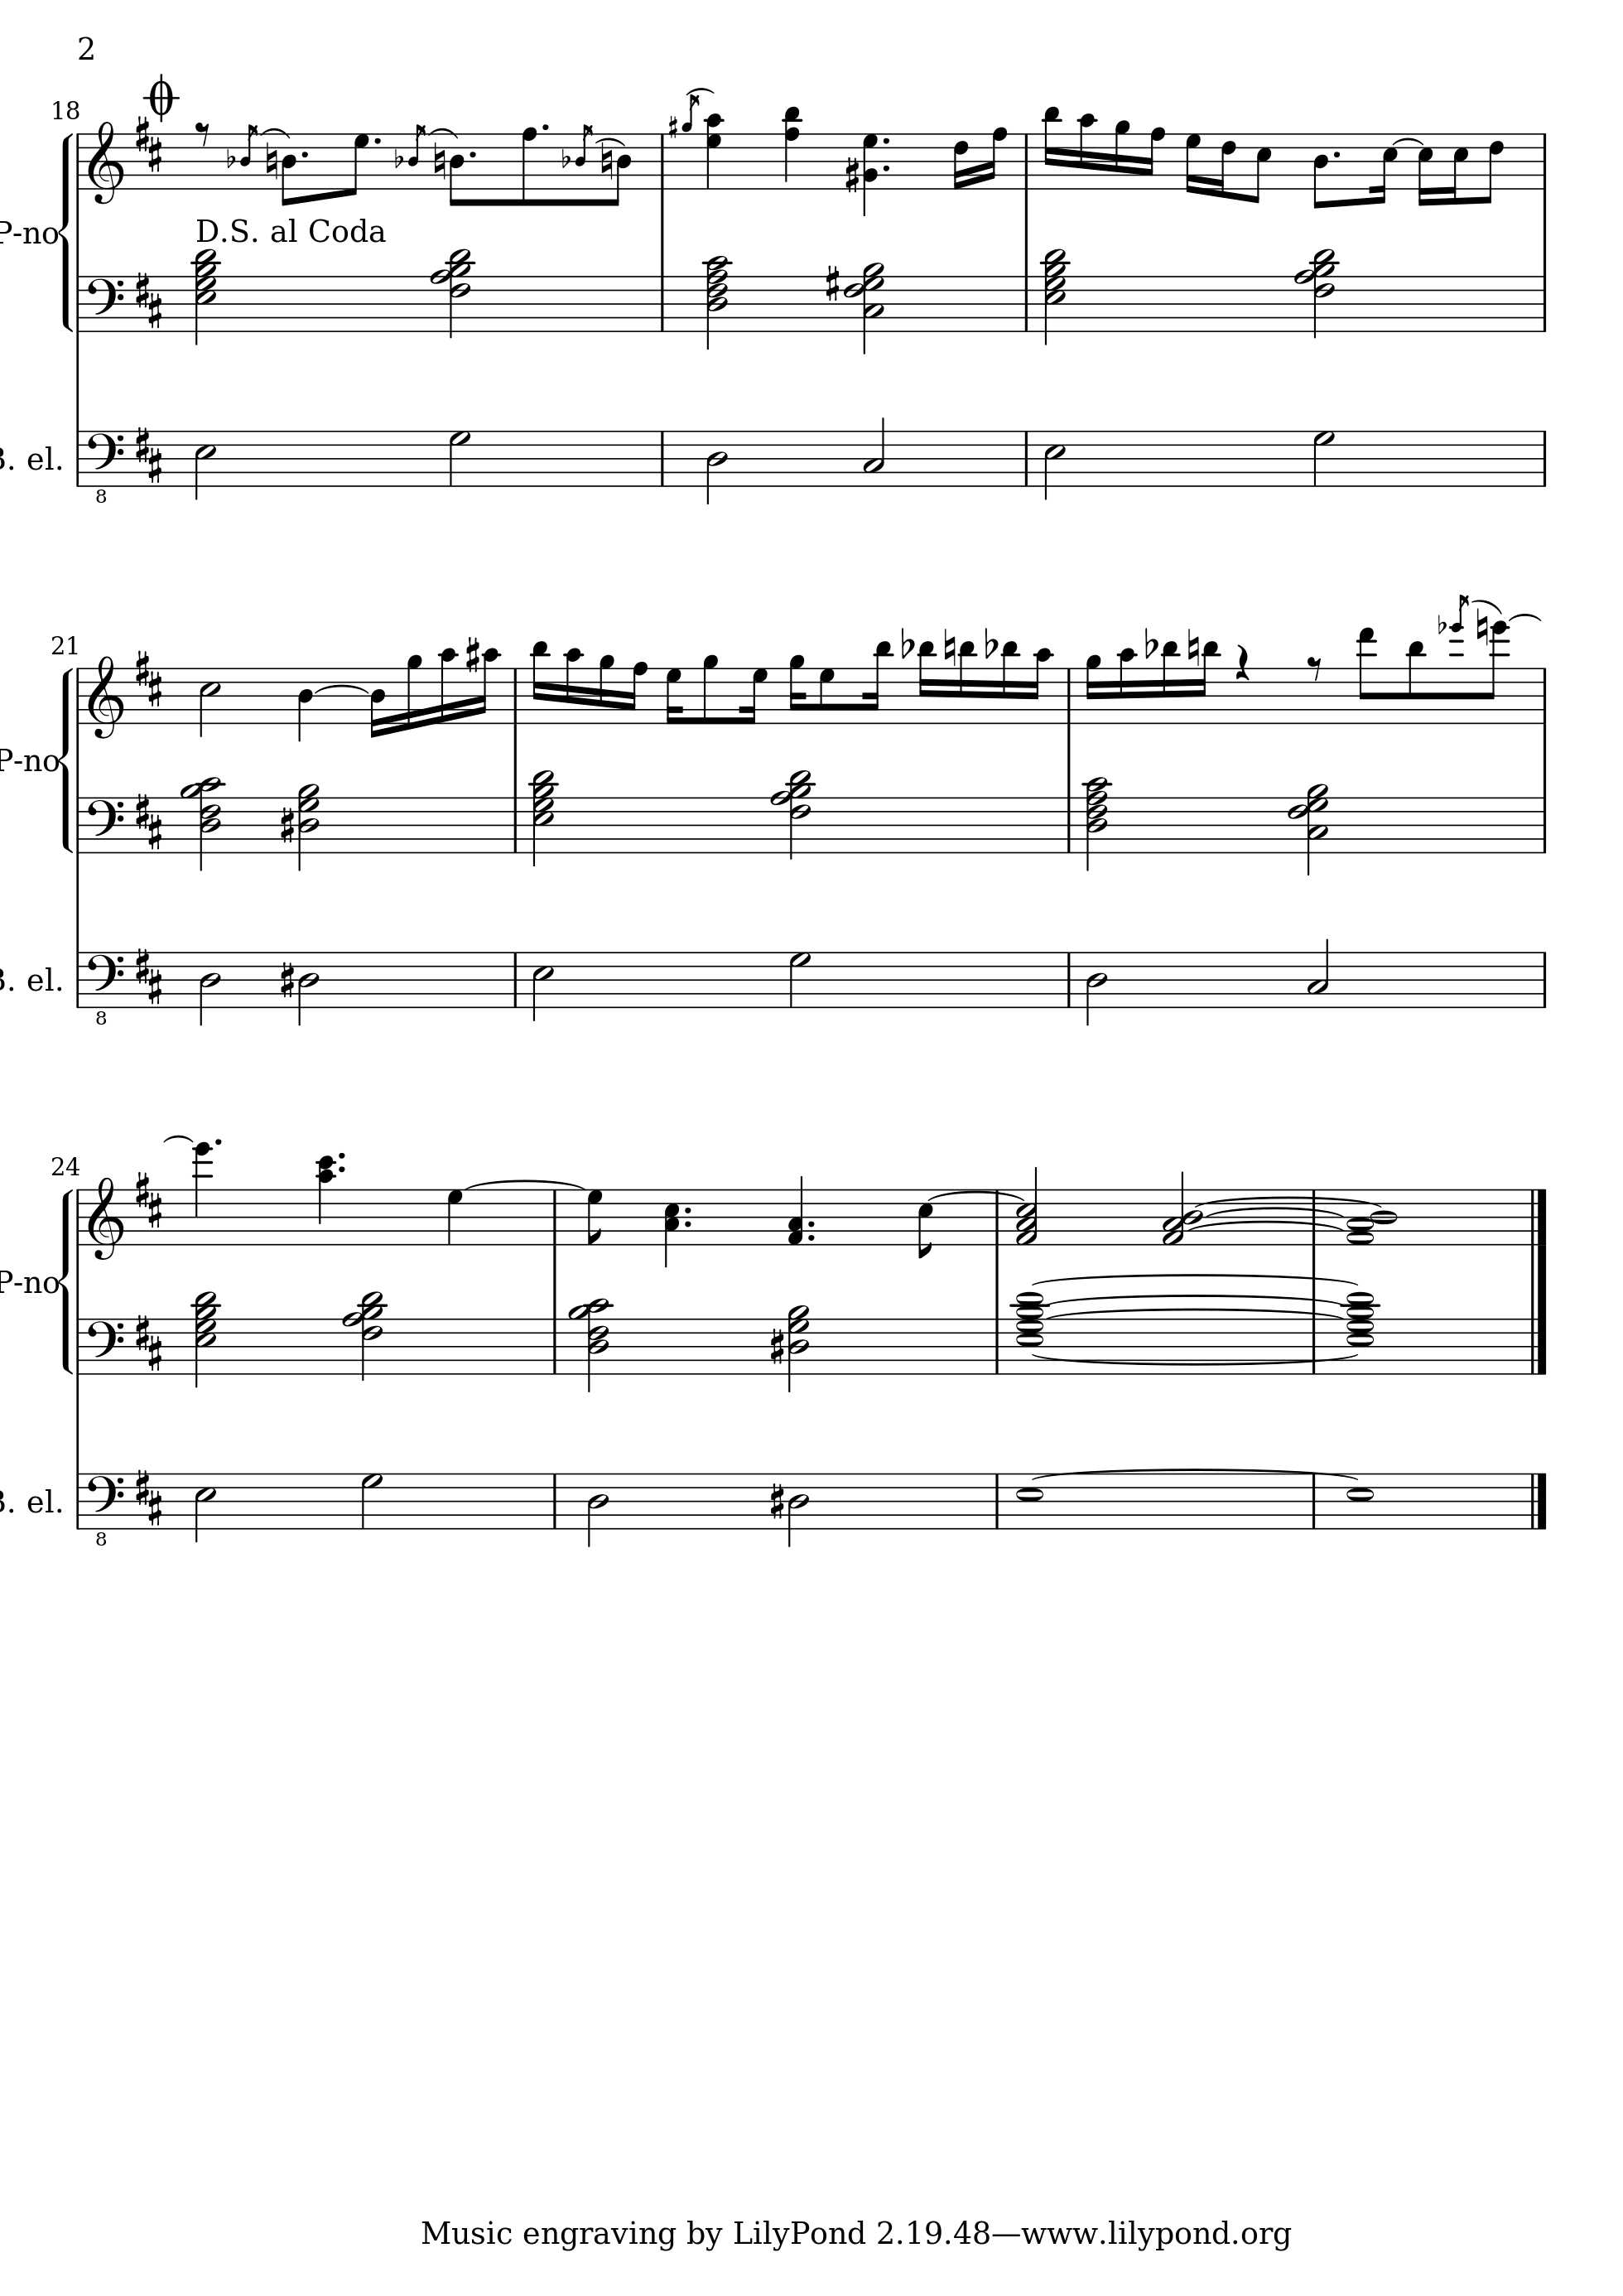 2
18
P-no
D.S. al Coda
B. el.
8
21
P-no
B. el.
8
24
P-no
B. el.
8
Music engraving by LilyPond 2.19.48—www.lilypond.org